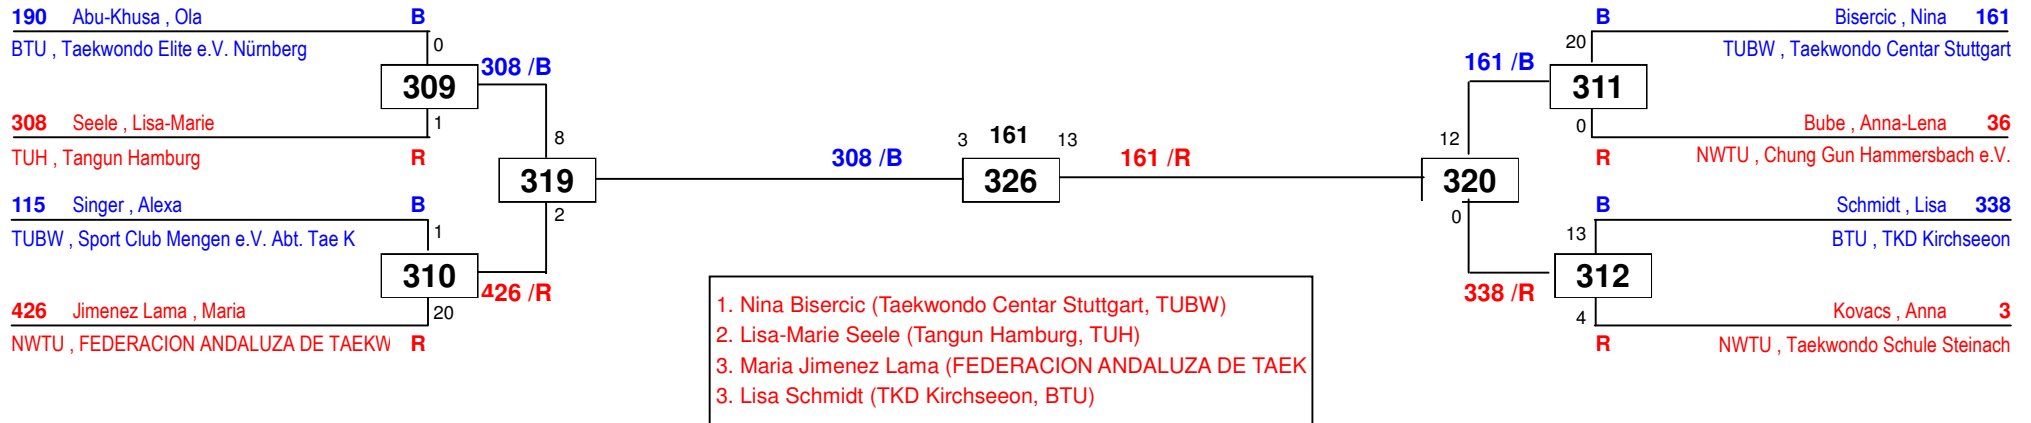 190 Abu-Khusa , Ola B
0
BTU , Taekwondo Elite e.V. Nürnberg
309
308 /B
308 Seele , Lisa-Marie
1
TUH , Tangun Hamburg R
8
319
2
115 Singer , Alexa B
1
TUBW , Sport Club Mengen e.V. Abt. Tae K
310
426 /R
426 Jimenez Lama , Maria
20
NWTU , FEDERACION ANDALUZA DE TAEKW R
308 /B
3 161 13
326
161 /R
B Bisercic , Nina 161
20
TUBW , Taekwondo Centar Stuttgart
161 /B
311
Bube , Anna-Lena 36
0
R NWTU , Chung Gun Hammersbach e.V.
12
320
0
B Schmidt , Lisa 338
13
BTU , TKD Kirchseeon
312
338 /R
Kovacs , Anna 3
4
R NWTU , Taekwondo Schule Steinach
1. Nina Bisercic (Taekwondo Centar Stuttgart, TUBW)
2. Lisa-Marie Seele (Tangun Hamburg, TUH)
3. Maria Jimenez Lama (FEDERACION ANDALUZA DE TAEK
3. Lisa Schmidt (TKD Kirchseeon, BTU)